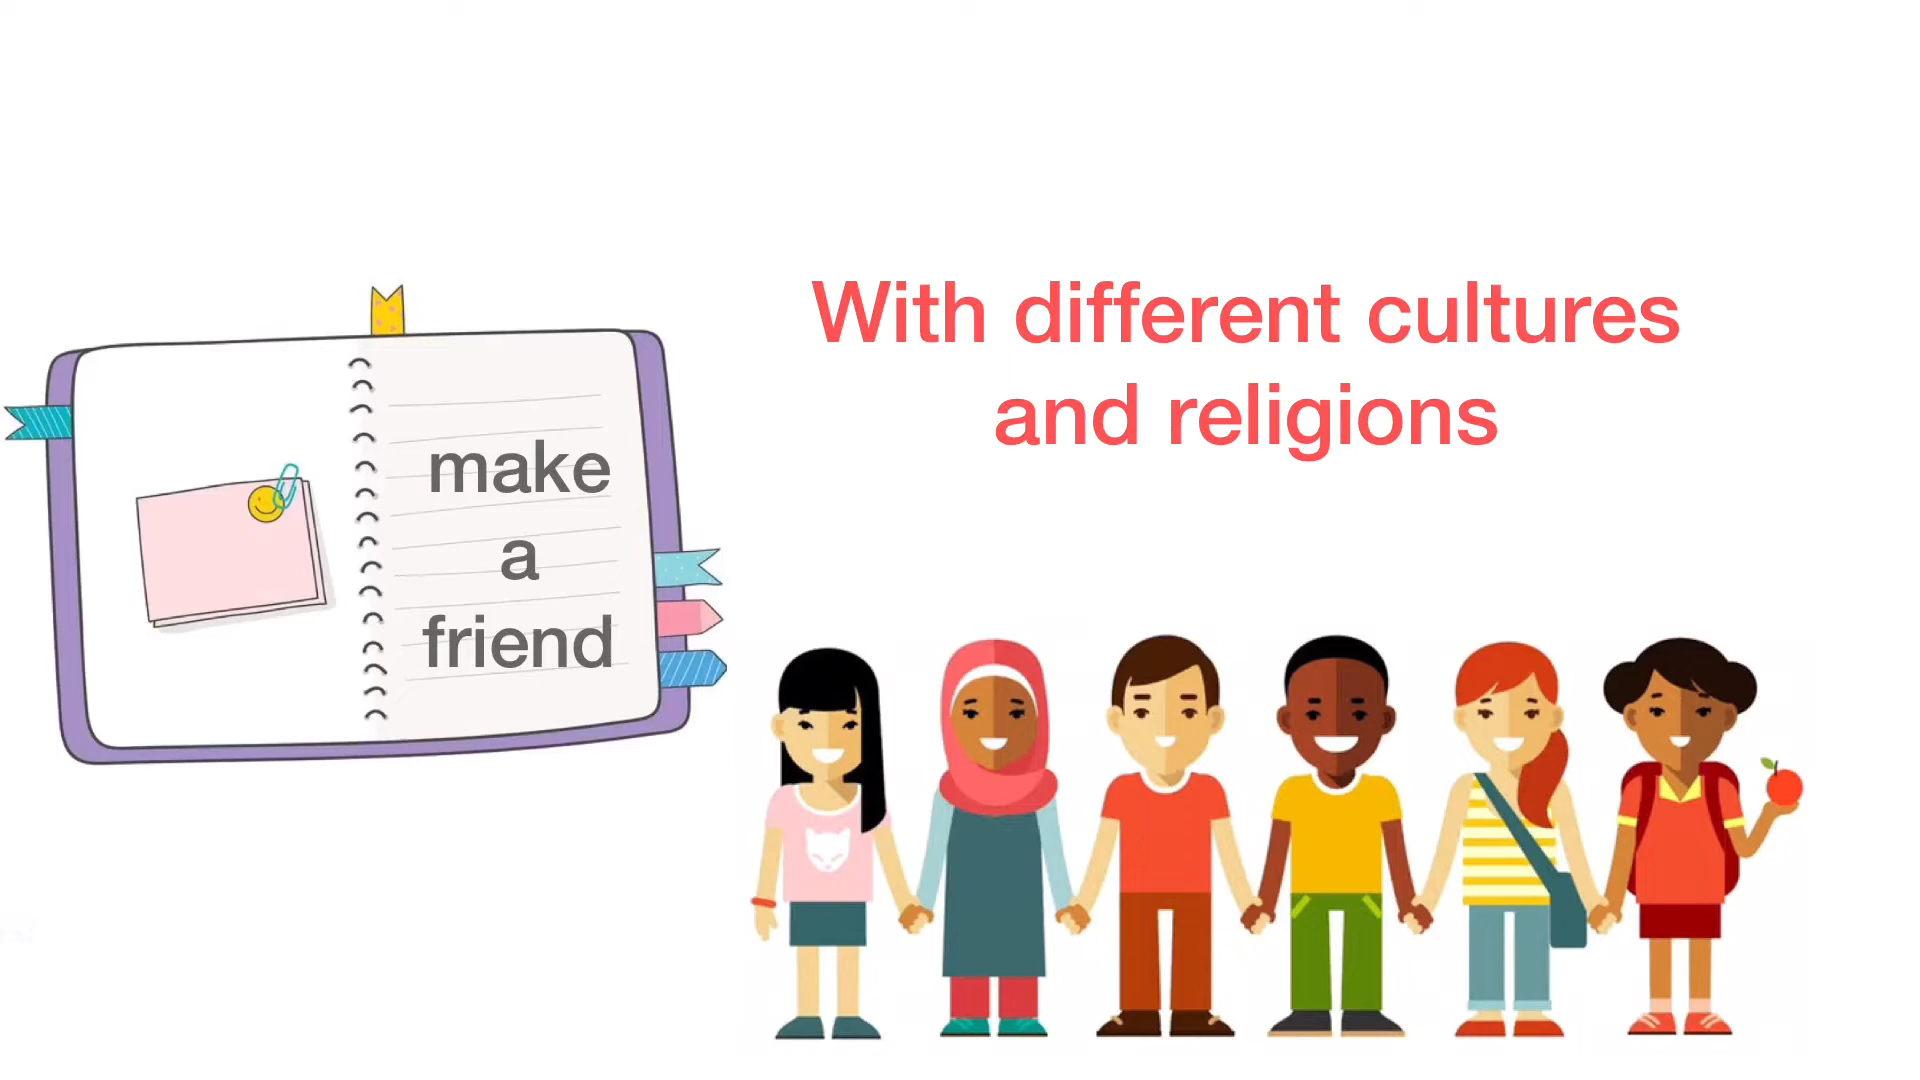 make
a
friend
With different cultures
and religions